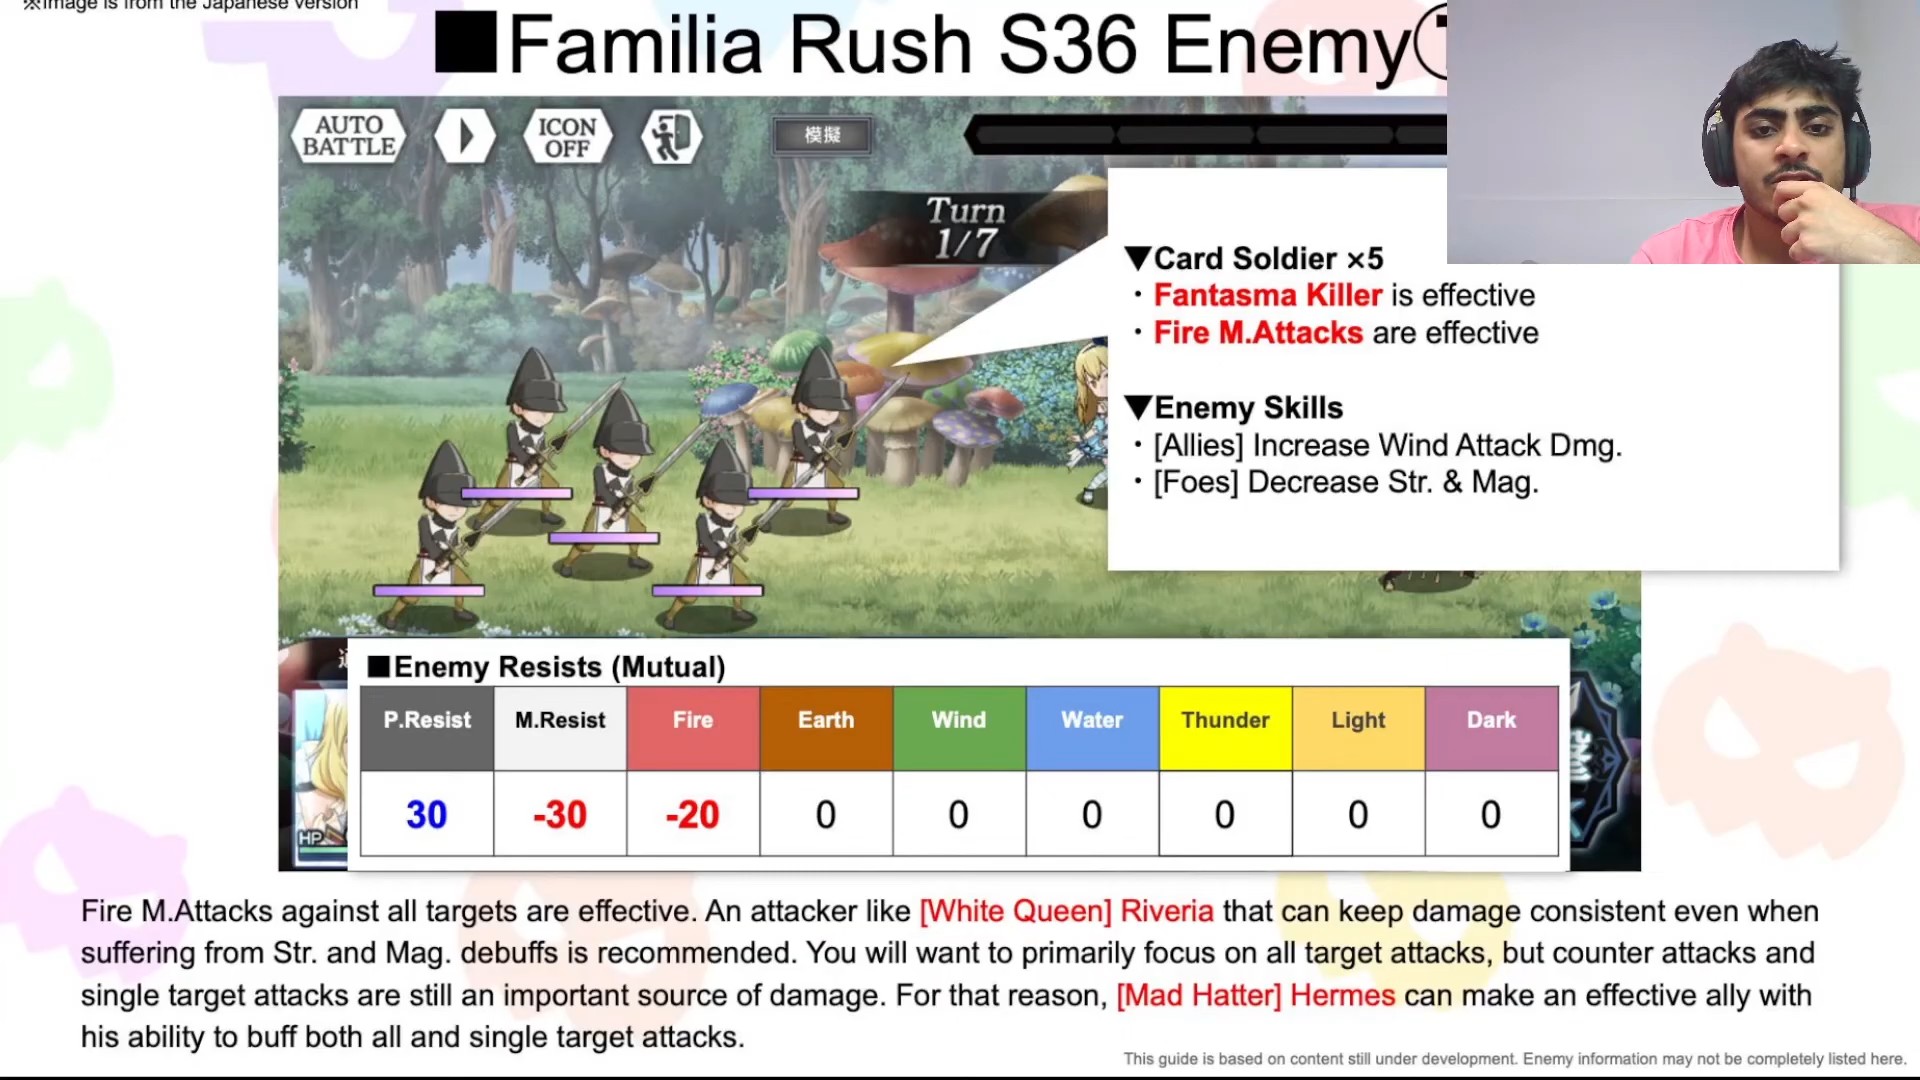 ※Image is from the Japanese version
■Familia Rush S36 Enemy
AUTO
BATTLE
ICON
OFF
模擬
Turn
1/7
▼Card Soldier ×5
・Fantasma Killer is effective
・Fire M.Attacks are effective
▼Enemy Skills
・[Allies] Increase Wind Attack Dmg.
・[Foes] Decrease Str. & Mag.
■Enemy Resists (Mutual)
P.Resist M.Resist Fire Earth Wind Water Thunder Light Dark
30 -30 -20 0 0 0 0 0 0
HP
Fire M.Attacks against all targets are effective. An attacker like [White Queen] Riveria that can keep damage consistent even when
suffering from Str. and Mag. debuffs is recommended. You will want to primarily focus on all target attacks, but counter attacks and
single target attacks are still an important source of damage. For that reason, [Mad Hatter] Hermes can make an effective ally with
his ability to buff both all and single target attacks.
This guide is based on content still under development. Enemy information may not be completely listed here.